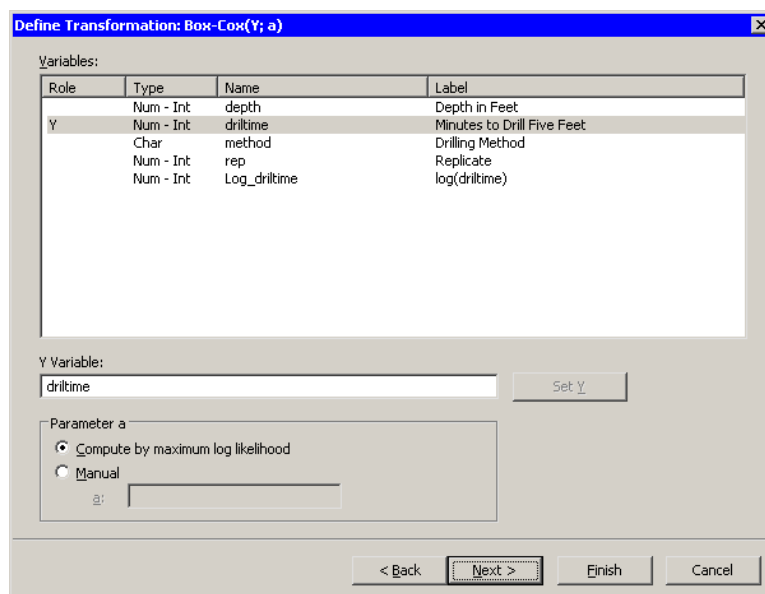 Define Transformation: Box-Cox(Y; a)
Variables:
Role Type Name Label
Num - Int depth Depth in Feet
Y Num - Int driltime Minutes to Drill Five Feet
Char method Drilling Method
Num - Int rep Replicate
Num - Int Log_driltime log(driltime)
Y Variable:
driltime Set Y
Parameter a
Compute by maximum log likelihood
Manual
a:
< Back Next > Finish Cancel